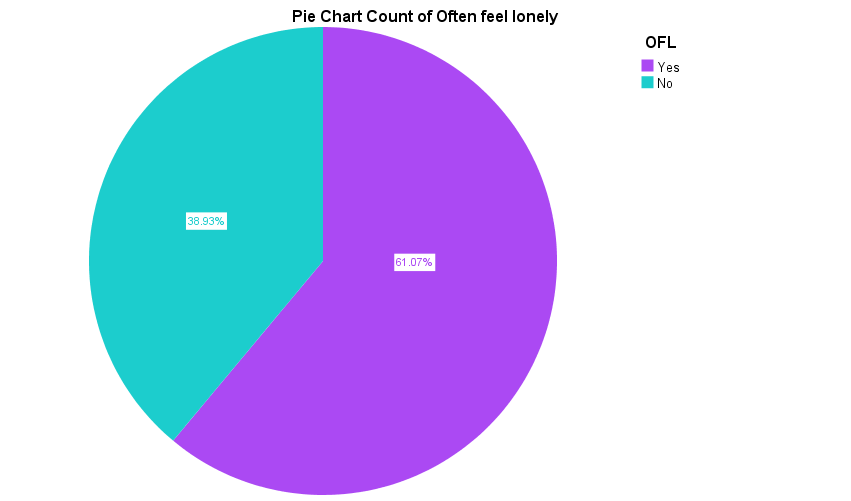 Pie Chart Count of Often feel lonely
OFL
Yes
No
38.93%
61.07%